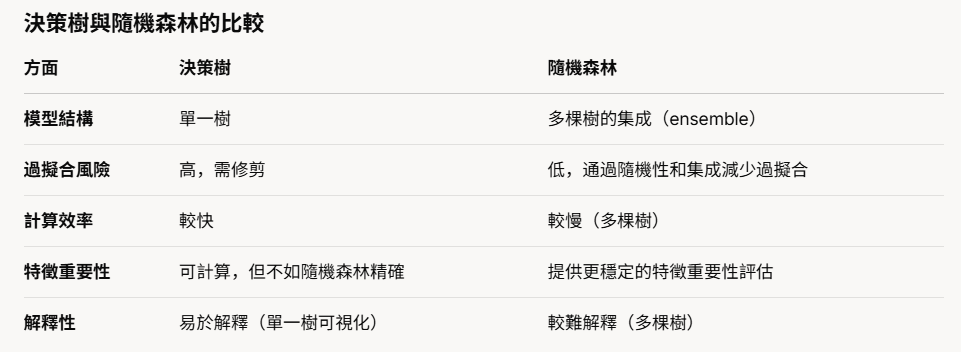 決策樹與隨機森林的比較
方面 決策樹 隨機森林
模型結構 單一樹 多棵樹的集成（ensemble）
過擬合風險 高，需修剪 低，通過隨機性和集成減少過擬合
計算效率 較快 較慢（多棵樹）
特徵重要性 可計算，但不如隨機森林精確 提供更穩定的特徵重要性評估
解釋性 易於解釋（單一樹可視化） 較難解釋（多棵樹）